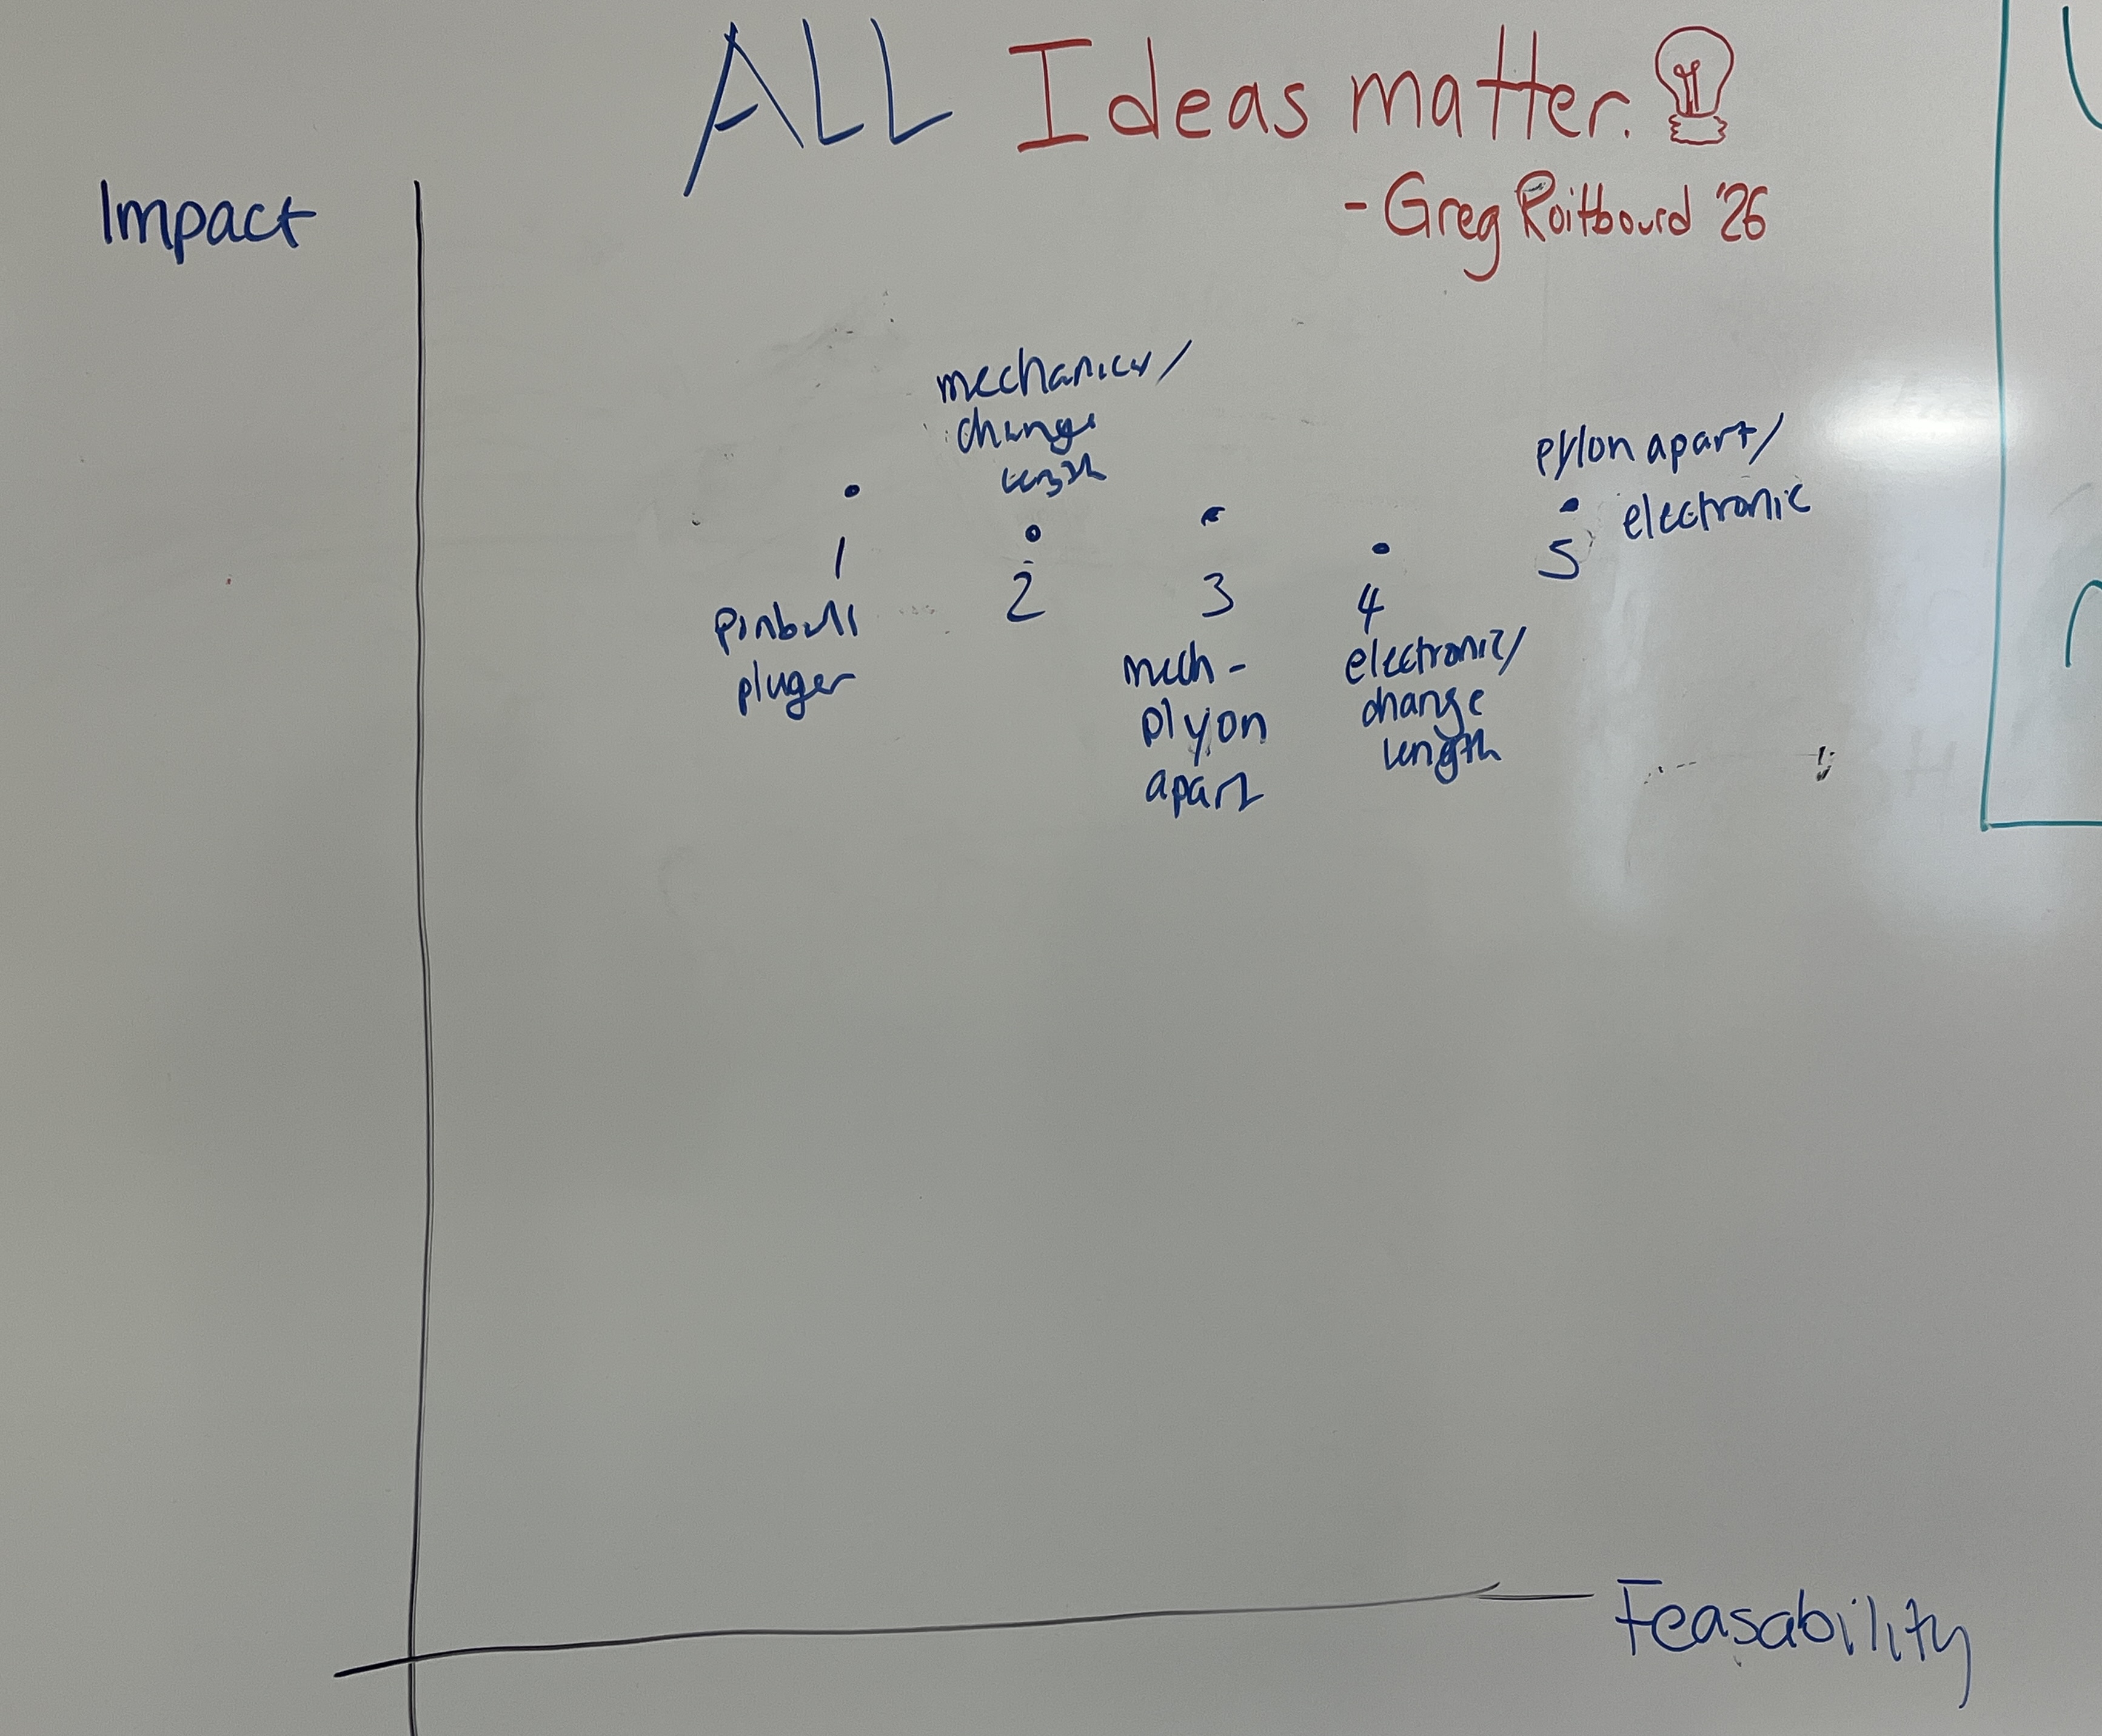 ALL Ideas matter.
- Greg Roitbourd '26
Impact
mechanical/
change
length
pylon apart/
electronic
1
2
3
4
5
pinball
pluger
mech -
plyon
apart
electronic/
change
length
Feasability